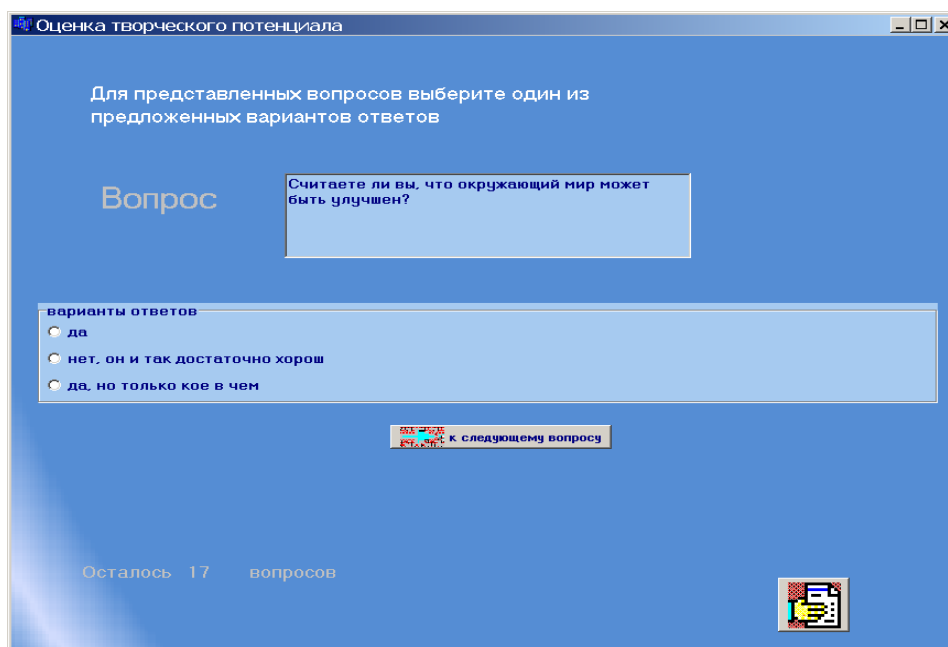 Оценка творческого потенциала
Для представленных вопросов выберите один из
предложенных вариантов ответов
Вопрос
Считаете ли вы, что окружающий мир может
быть улучшен?
варианты ответов
да
нет, он и так достаточно хорош
да, но только кое в чем
к следующему вопросу
Осталось 17 вопросов